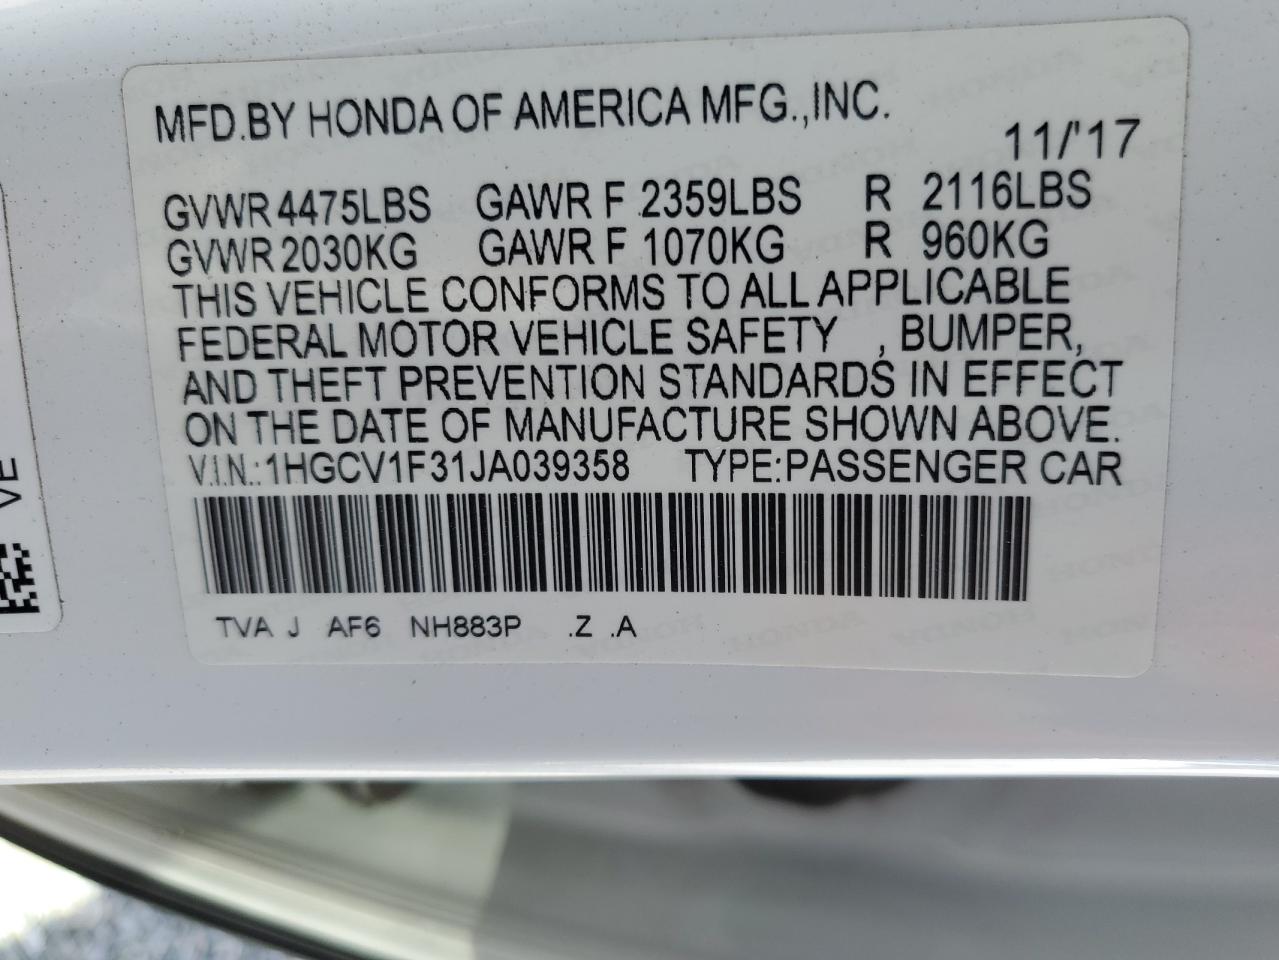 MFD.BY HONDA OF AMERICA MFG.,INC.
11/'17
GVWR 4475LBS GAWR F 2359LBS R 2116LBS
GVWR 2030KG GAWR F 1070KG R 960KG
THIS VEHICLE CONFORMS TO ALL APPLICABLE
FEDERAL MOTOR VEHICLE SAFETY , BUMPER,
AND THEFT PREVENTION STANDARDS IN EFFECT
ON THE DATE OF MANUFACTURE SHOWN ABOVE.
V.I.N.:1HGCV1F31JA039358 TYPE:PASSENGER CAR
TVA J AF6 NH883P .Z .A
VE